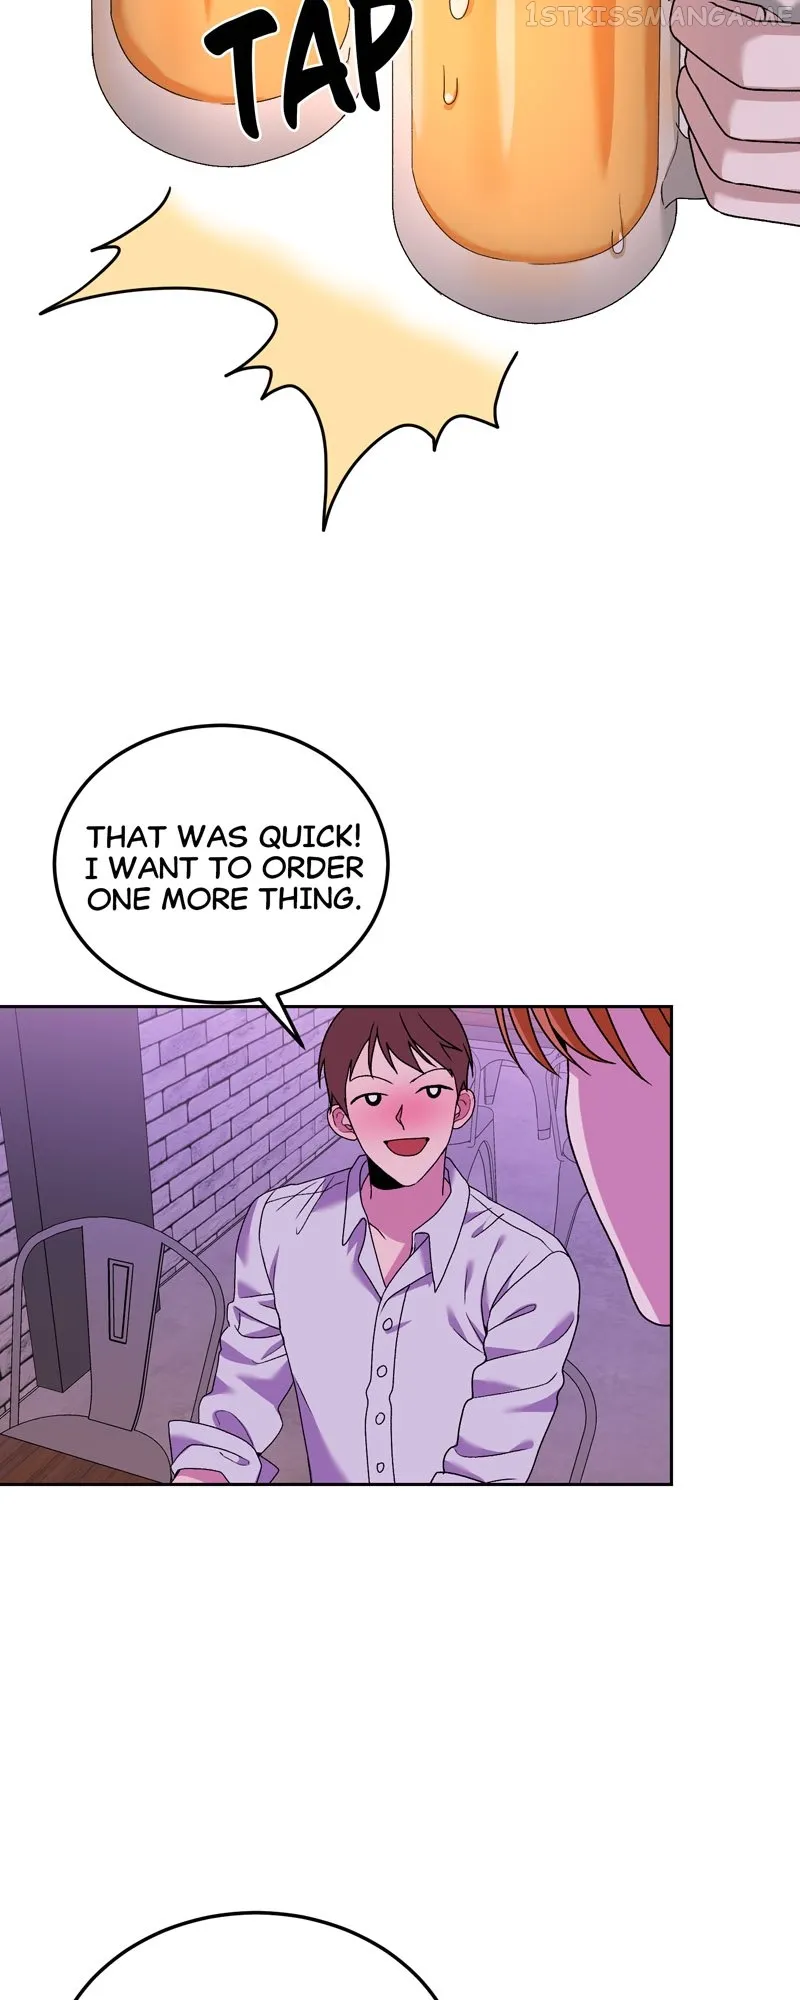 1STKISSMANGA.ME
TAP
THAT WAS QUICK!
I WANT TO ORDER
ONE MORE THING.